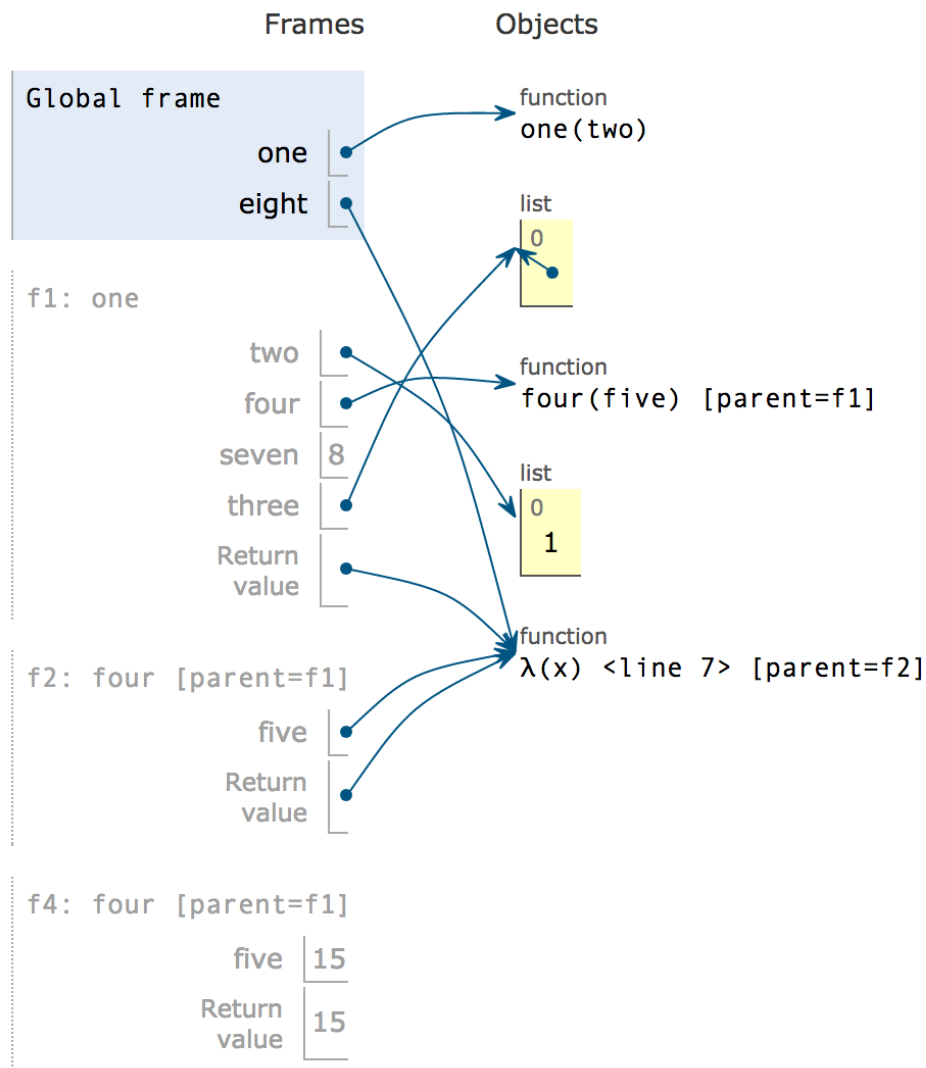 Frames Objects
Global frame
one
eight
function
one(two)
list
0
f1: one
two
four
seven 8
three
Return
value
function
four(five) [parent=f1]
list
0
1
function
λ(x) <line 7> [parent=f2]
f2: four [parent=f1]
five
Return
value
f4: four [parent=f1]
five 15
Return
value 15